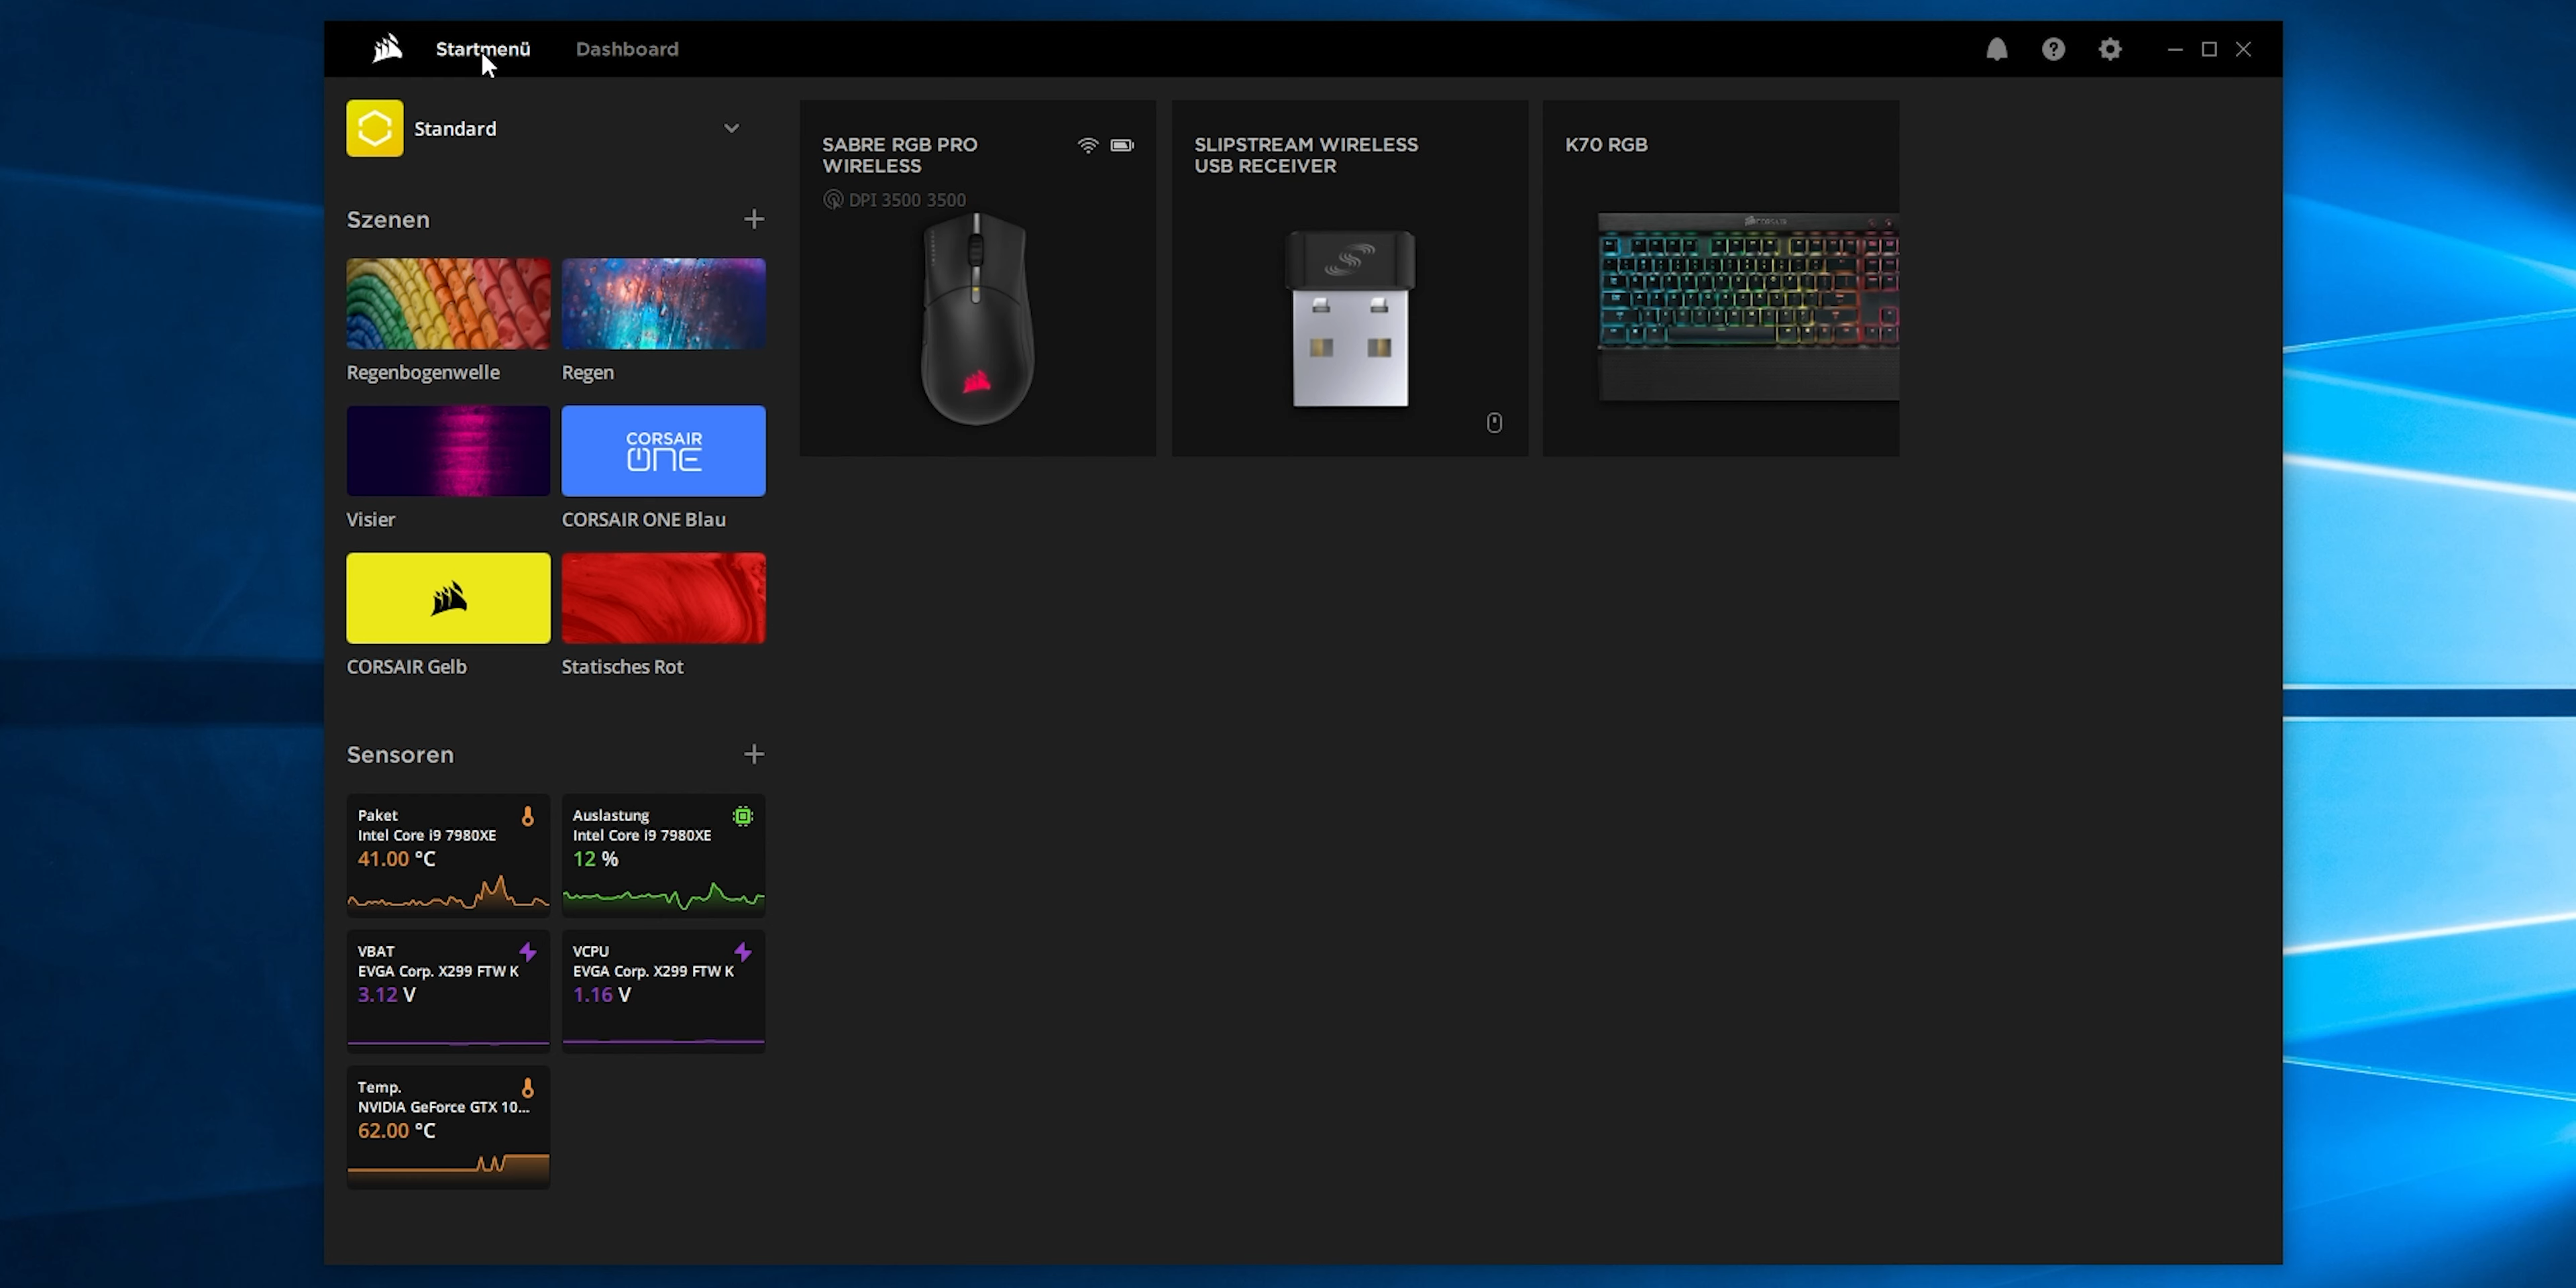 Startmenü
Dashboard
Standard
Szenen
Regenbogenwelle
Regen
CORSAIR
ONE
Visier
CORSAIR ONE Blau
CORSAIR Gelb
Statisches Rot
Sensoren
Paket
Intel Core i9 7980XE
41.00 °C
Auslastung
Intel Core i9 7980XE
12 %
VBAT
EVGA Corp. X299 FTW K
3.12 V
VCPU
EVGA Corp. X299 FTW K
1.16 V
Temp.
NVIDIA GeForce GTX 10...
62.00 °C
SABRE RGB PRO
WIRELESS
DPI 3500 3500
SLIPSTREAM WIRELESS
USB RECEIVER
K70 RGB
CORSAIR